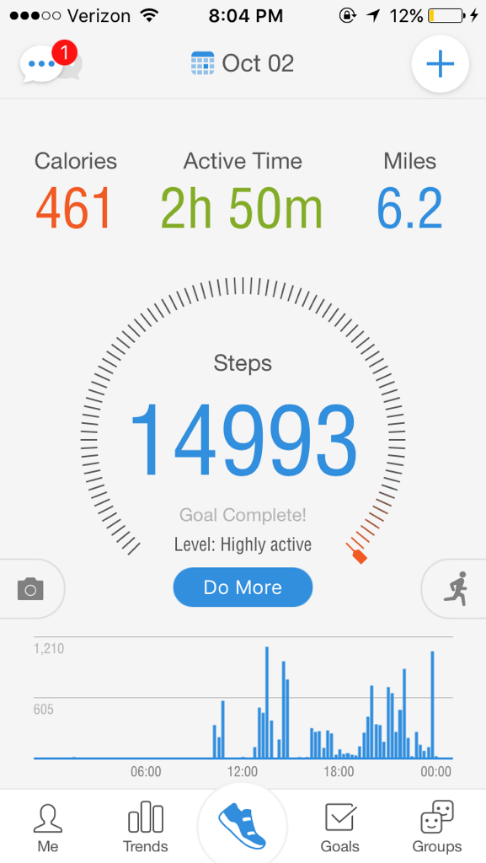 Verizon 8:04 PM 12%
1
Oct 02
Calories Active Time Miles
461 2h 50m 6.2
Steps
14993
Goal Complete!
Level: Highly active
Do More
1,210
605
06:00 12:00 18:00 00:00
Me Trends Goals Groups